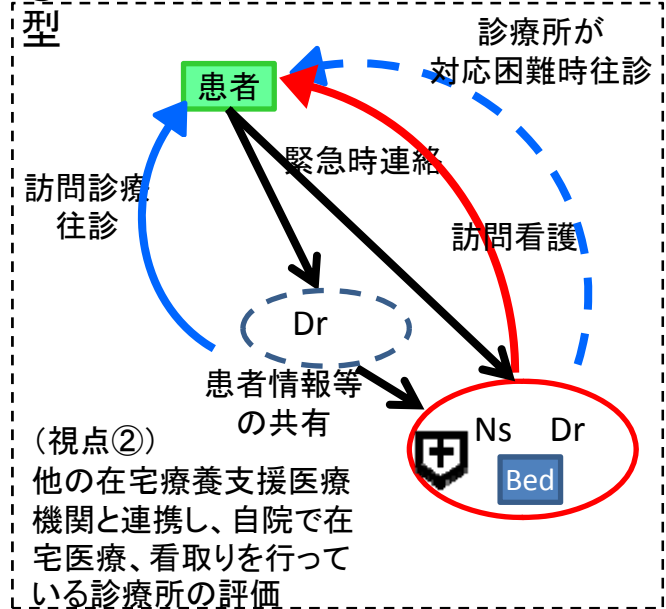 型
診療所が
対応困難時往診
患者
緊急時連絡
訪問診療
往診
訪問看護
Dr
患者情報等
の共有
Ns Dr
Bed
（視点②）
他の在宅療養支援医療
機関と連携し、自院で在
宅医療、看取りを行って
いる診療所の評価